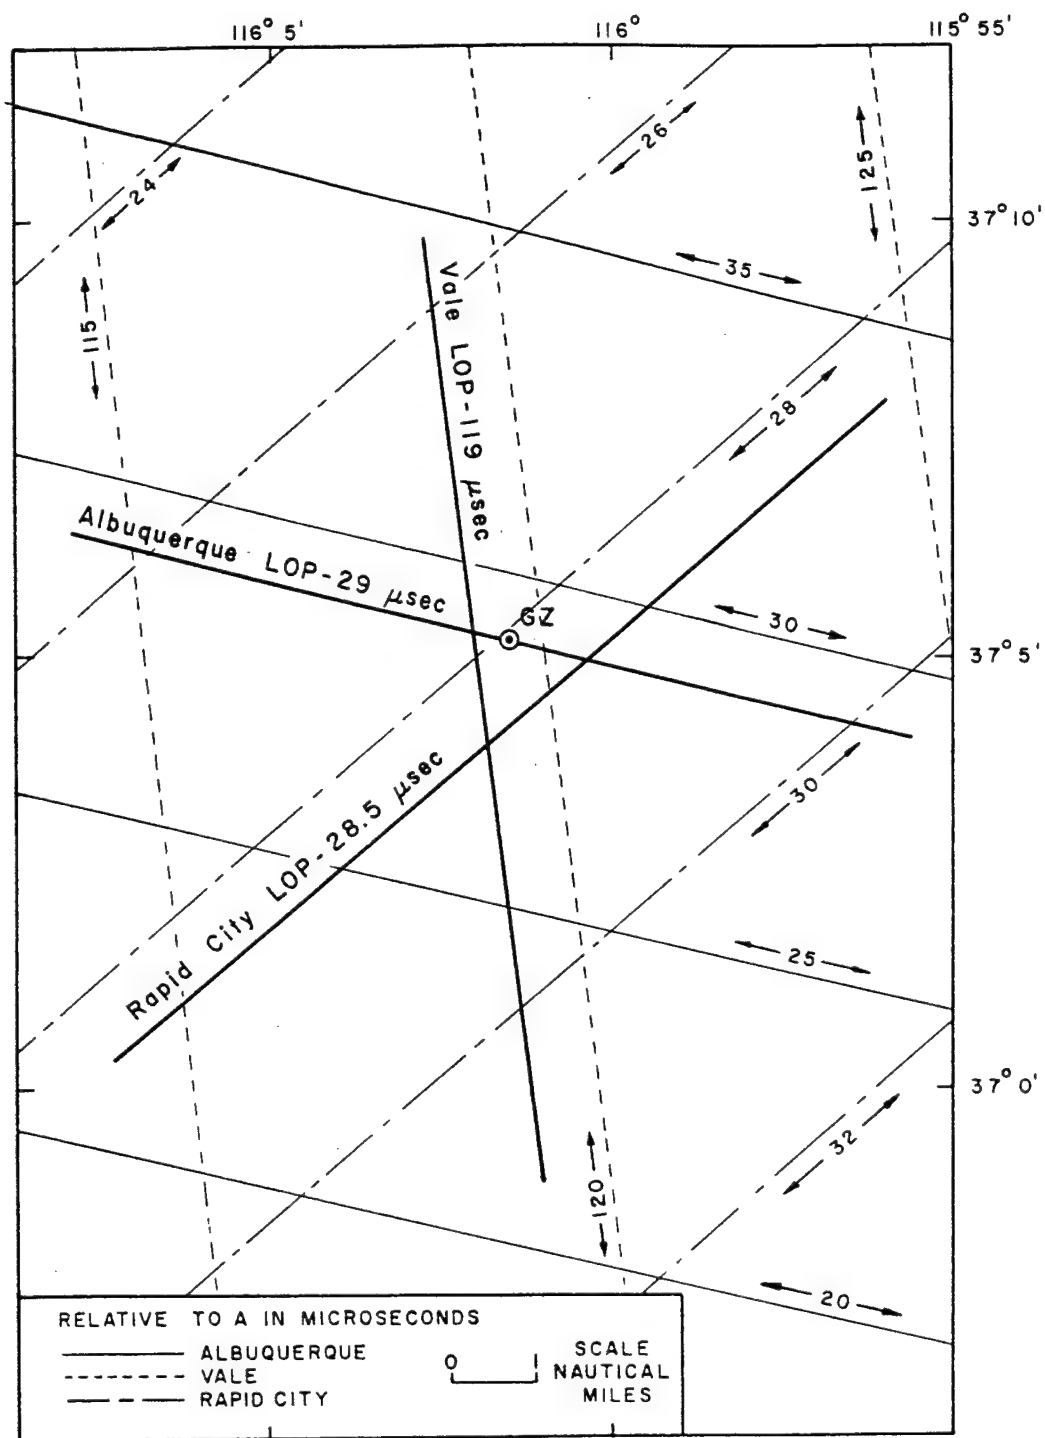 116° 5'
116°
115° 55'
24
26
125
37° 10'
35
115
Vale LOP-119 μsec
28
Albuquerque LOP-29 μsec
GZ
30
37° 5'
30
Rapid City LOP-28.5 μsec
25
37° 0'
32
120
20
RELATIVE TO A IN MICROSECONDS
ALBUQUERQUE
VALE
RAPID CITY
0 1
SCALE
NAUTICAL
MILES